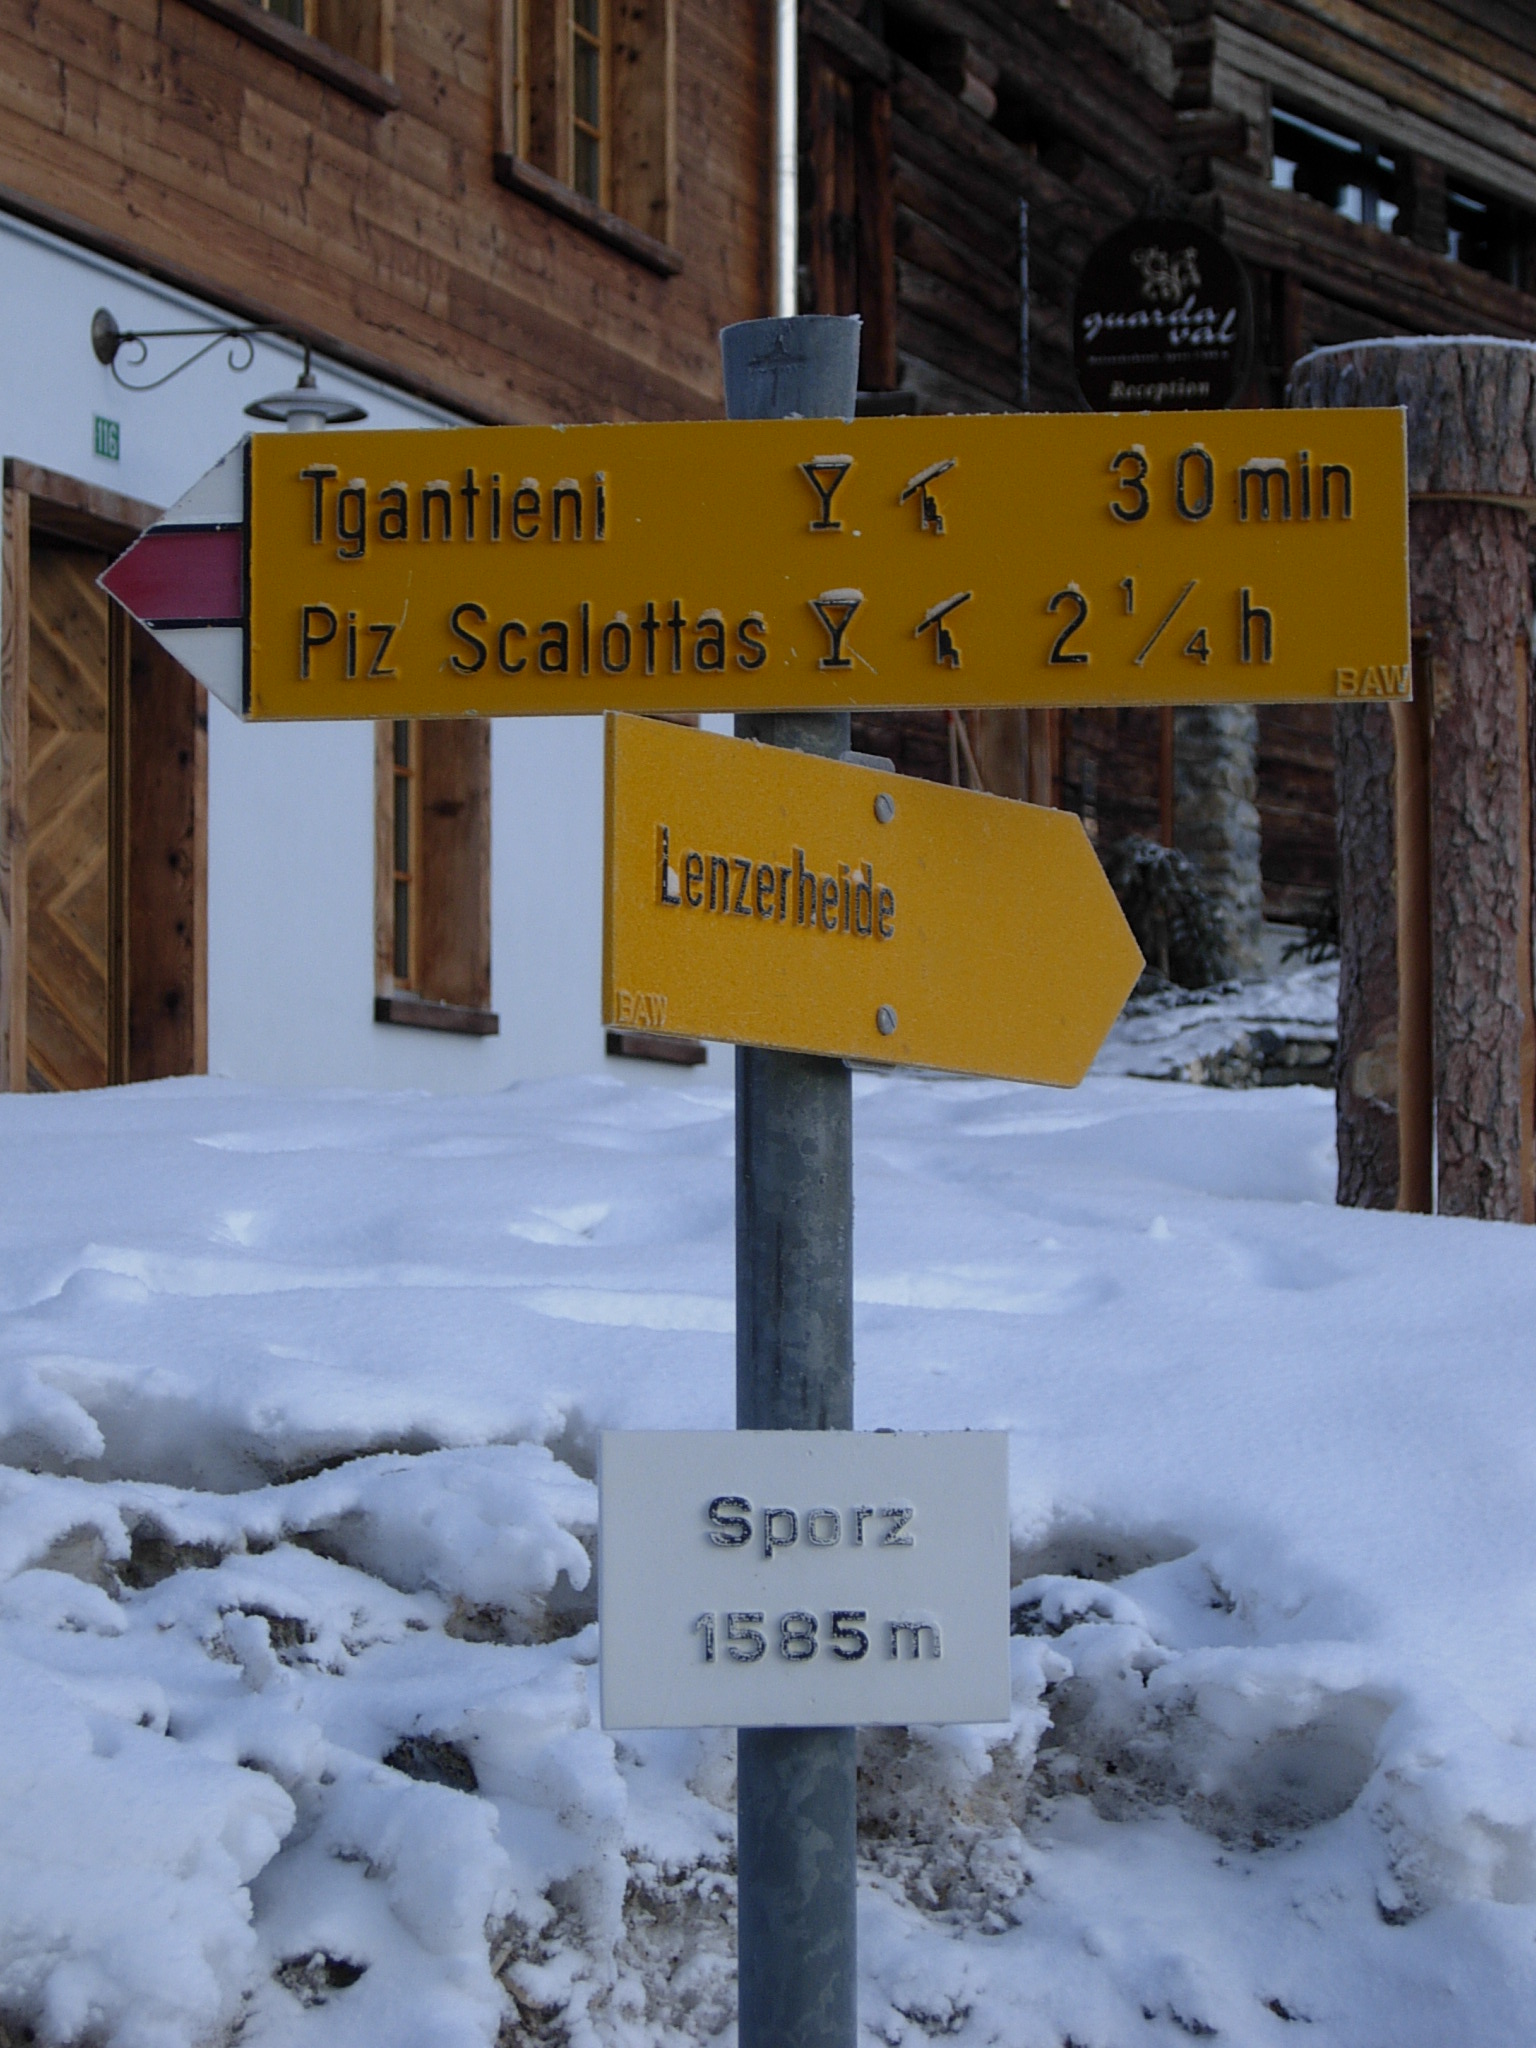 guarda
val
Reception
116
Tgantieni 30 min
Piz Scalottas 2 1/4 h
BAW
Lenzerheide
BAW
Sporz
1585 m